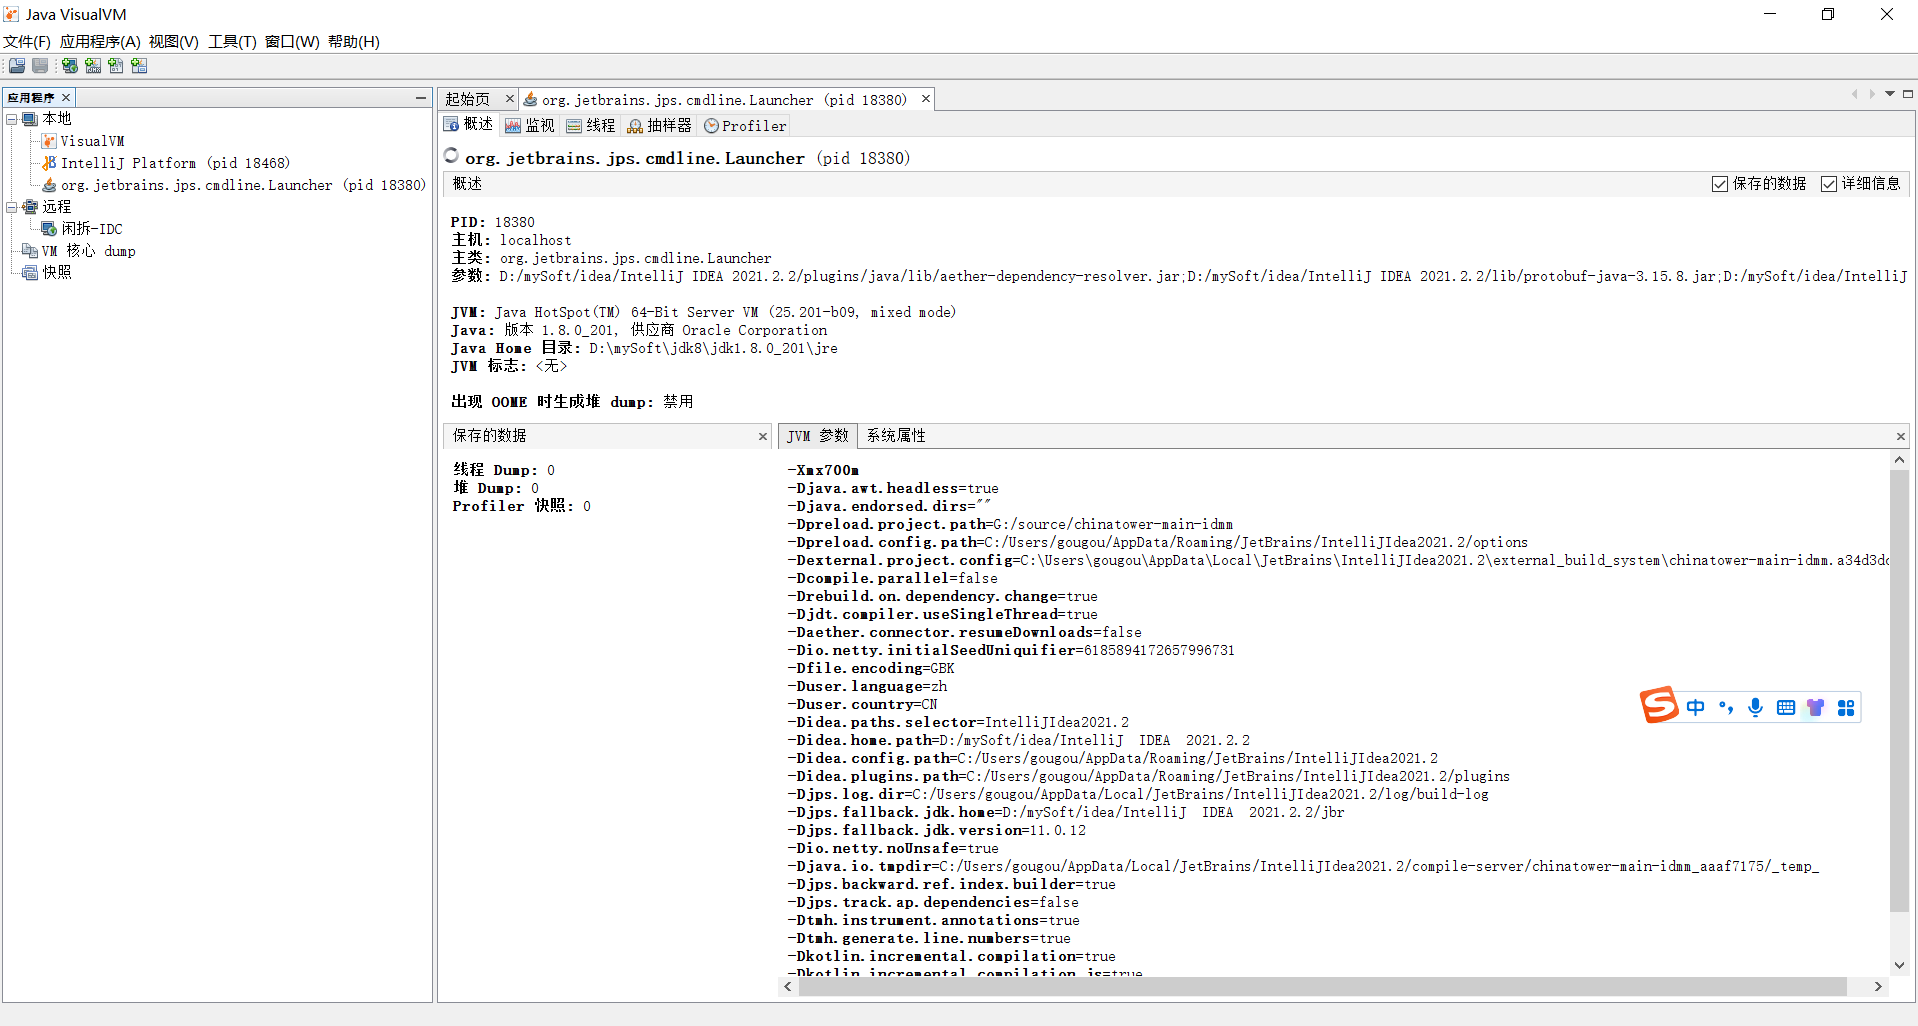 Java VisualVM
文件(F) 应用程序(A) 视图(V) 工具(T) 窗口(W) 帮助(H)
应用程序
本地
VisualVM
IntelliJ Platform (pid 18468)
org.jetbrains.jps.cmdline.Launcher (pid 18380)
远程
闲拆-IDC
VM 核心 dump
快照
起始页
org.jetbrains.jps.cmdline.Launcher (pid 18380)
概述 监视 线程 抽样器 Profiler
org.jetbrains.jps.cmdline.Launcher (pid 18380)
概述
保存的数据 详细信息
PID: 18380
主机: localhost
主类: org.jetbrains.jps.cmdline.Launcher
参数: D:/mySoft/idea/IntelliJ IDEA 2021.2.2/plugins/java/lib/aether-dependency-resolver.jar;D:/mySoft/idea/IntelliJ IDEA 2021.2.2/lib/protobuf-java-3.15.8.jar;D:/mySoft/idea/IntelliJ
JVM: Java HotSpot(TM) 64-Bit Server VM (25.201-b09, mixed mode)
Java: 版本 1.8.0_201, 供应商 Oracle Corporation
Java Home 目录: D:\mySoft\jdk8\jdk1.8.0_201\jre
JVM 标志: <无>
出现 OOME 时生成堆 dump: 禁用
保存的数据
线程 Dump: 0
堆 Dump: 0
Profiler 快照: 0
JVM 参数 系统属性
-Xmx700m
-Djava.awt.headless=true
-Djava.endorsed.dirs=""
-Dpreload.project.path=G:/source/chinatower-main-idmm
-Dpreload.config.path=C:/Users/gougou/AppData/Roaming/JetBrains/IntelliJIdea2021.2/options
-Dexternal.project.config=C:\Users\gougou\AppData\Local\JetBrains\IntelliJIdea2021.2\external_build_system\chinatower-main-idmm.a34d3dc
-Dcompile.parallel=false
-Drebuild.on.dependency.change=true
-Djdt.compiler.useSingleThread=true
-Daether.connector.resumeDownloads=false
-Dio.netty.initialSeedUniquifier=6185894172657996731
-Dfile.encoding=GBK
-Duser.language=zh
-Duser.country=CN
-Didea.paths.selector=IntelliJIdea2021.2
-Didea.home.path=D:/mySoft/idea/IntelliJ IDEA 2021.2.2
-Didea.config.path=C:/Users/gougou/AppData/Roaming/JetBrains/IntelliJIdea2021.2
-Didea.plugins.path=C:/Users/gougou/AppData/Roaming/JetBrains/IntelliJIdea2021.2/plugins
-Djps.log.dir=C:/Users/gougou/AppData/Local/JetBrains/IntelliJIdea2021.2/log/build-log
-Djps.fallback.jdk.home=D:/mySoft/idea/IntelliJ IDEA 2021.2.2/jbr
-Djps.fallback.jdk.version=11.0.12
-Dio.netty.noUnsafe=true
-Djava.io.tmpdir=C:/Users/gougou/AppData/Local/JetBrains/IntelliJIdea2021.2/compile-server/chinatower-main-idmm_aaaf7175/_temp_
-Djps.backward.ref.index.builder=true
-Djps.track.ap.dependencies=false
-Dtmh.instrument.annotations=true
-Dtmh.generate.line.numbers=true
-Dkotlin.incremental.compilation=true
-Dkotlin.incremental.compilation.js=true
S 中